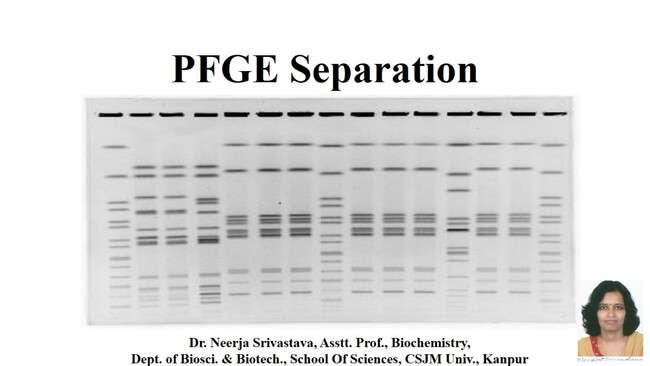 PFGE Separation
Dr. Neerja Srivastava, Asstt. Prof., Biochemistry,
Dept. of Biosci. & Biotech., School Of Sciences, CSJM Univ., Kanpur